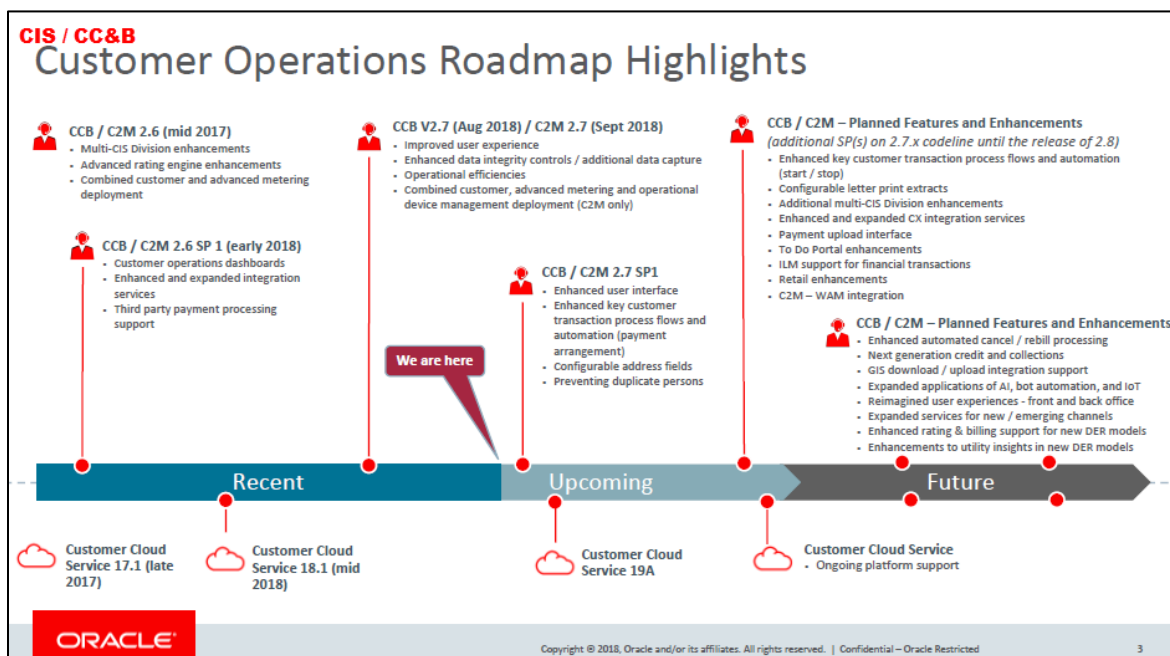 CIS / CC&B
Customer Operations Roadmap Highlights
CCB / C2M 2.6 (mid 2017)
• Multi-CIS Division enhancements
• Advanced rating engine enhancements
• Combined customer and advanced metering
deployment
CCB / C2M 2.6 SP 1 (early 2018)
• Customer operations dashboards
• Enhanced and expanded integration
services
• Third party payment processing
support
CCB V2.7 (Aug 2018) / C2M 2.7 (Sept 2018)
• Improved user experience
• Enhanced data integrity controls / additional data capture
• Operational efficiencies
• Combined customer, advanced metering and operational
device management deployment (C2M only)
CCB / C2M 2.7 SP1
• Enhanced user interface
• Enhanced key customer
transaction process flows and
automation (payment
arrangement)
• Configurable address fields
• Preventing duplicate persons
CCB / C2M – Planned Features and Enhancements
(additional SP(s) on 2.7.x codeline until the release of 2.8)
• Enhanced key customer transaction process flows and automation
(start / stop)
• Configurable letter print extracts
• Additional multi-CIS Division enhancements
• Enhanced and expanded CX integration services
• Payment upload interface
• To Do Portal enhancements
• ILM support for financial transactions
• Retail enhancements
• C2M – WAM integration
CCB / C2M – Planned Features and Enhancements
• Enhanced automated cancel / rebill processing
• Next generation credit and collections
• GIS download / upload integration support
• Expanded applications of AI, bot automation, and IoT
• Reimagined user experiences - front and back office
• Expanded services for new / emerging channels
• Enhanced rating & billing support for new DER models
• Enhancements to utility insights in new DER models
We are here
Recent
Upcoming
Future
Customer Cloud
Service 17.1 (late
2017)
Customer Cloud
Service 18.1 (mid
2018)
Customer Cloud
Service 19A
Customer Cloud Service
• Ongoing platform support
ORACLE®
Copyright © 2018, Oracle and/or its affiliates. All rights reserved. | Confidential – Oracle Restricted
3